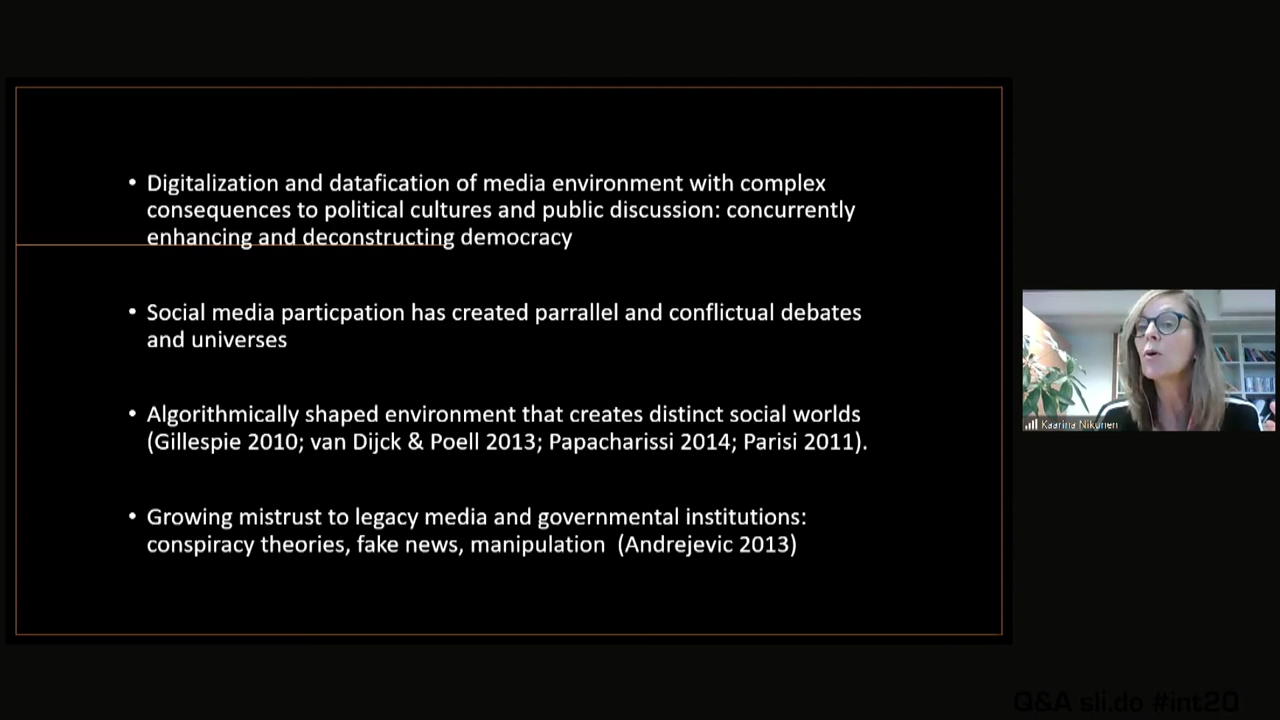 • Digitalization and datafication of media environment with complex
consequences to political cultures and public discussion: concurrently
enhancing and deconstructing democracy
• Social media particpation has created parrallel and conflictual debates
and universes
• Algorithmically shaped environment that creates distinct social worlds
(Gillespie 2010; van Dijck & Poell 2013; Papacharissi 2014; Parisi 2011).
• Growing mistrust to legacy media and governmental institutions:
conspiracy theories, fake news, manipulation (Andrejevic 2013)
Kaarina Nikunen
Q&A sli.do #int20